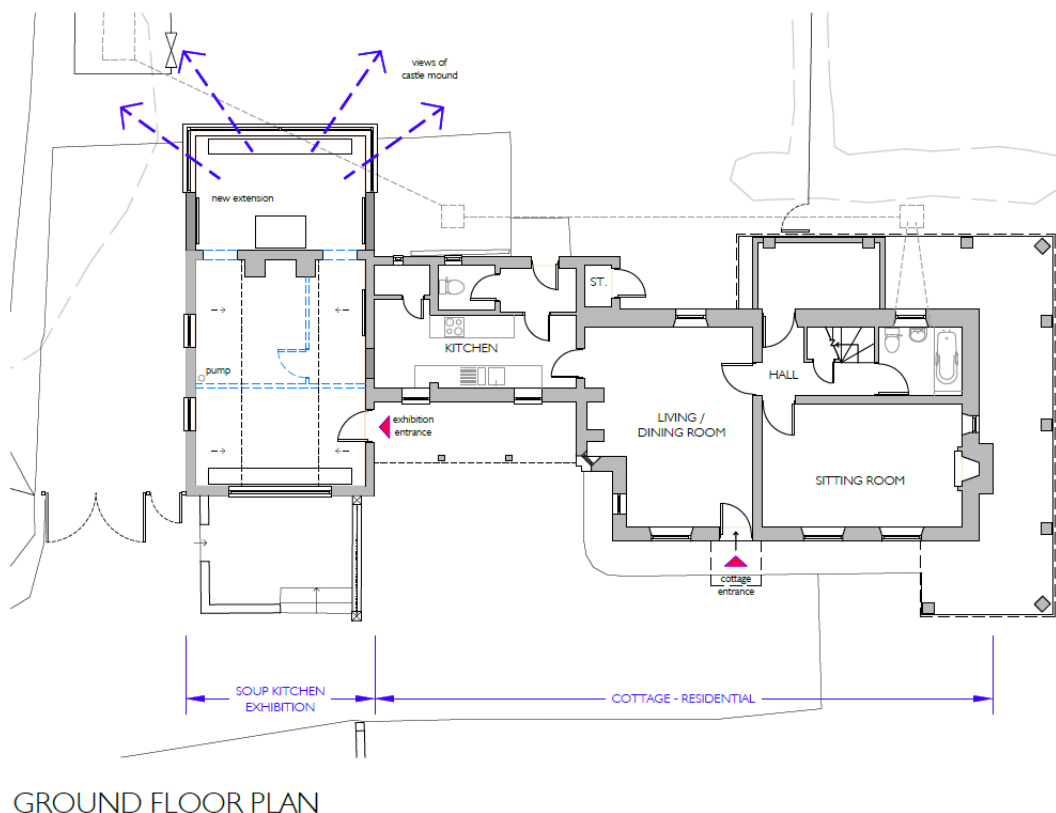 views of
castle mound
new extension
ST.
KITCHEN
pump
HALL
exhibition
entrance
LIVING /
DINING ROOM
SITTING ROOM
cottage
entrance
SOUP KITCHEN
EXHIBITION
COTTAGE - RESIDENTIAL
GROUND FLOOR PLAN